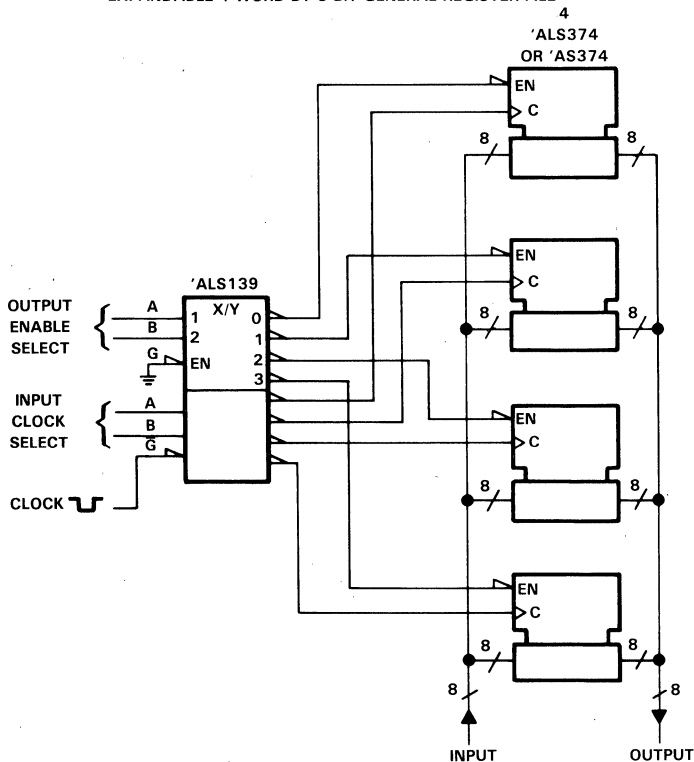 EXPANDABLE 4-WORD BY 8-BIT GENERAL REGISTER FILE
4
'ALS374
OR 'AS374
EN
C
8
8
EN
C
8
8
'ALS139
X/Y
OUTPUT
ENABLE
SELECT
A
B
G
1
2
EN
0
1
2
3
INPUT
CLOCK
SELECT
A
B
G̅
CLOCK
EN
C
8
8
EN
C
8
8
8
8
INPUT
OUTPUT